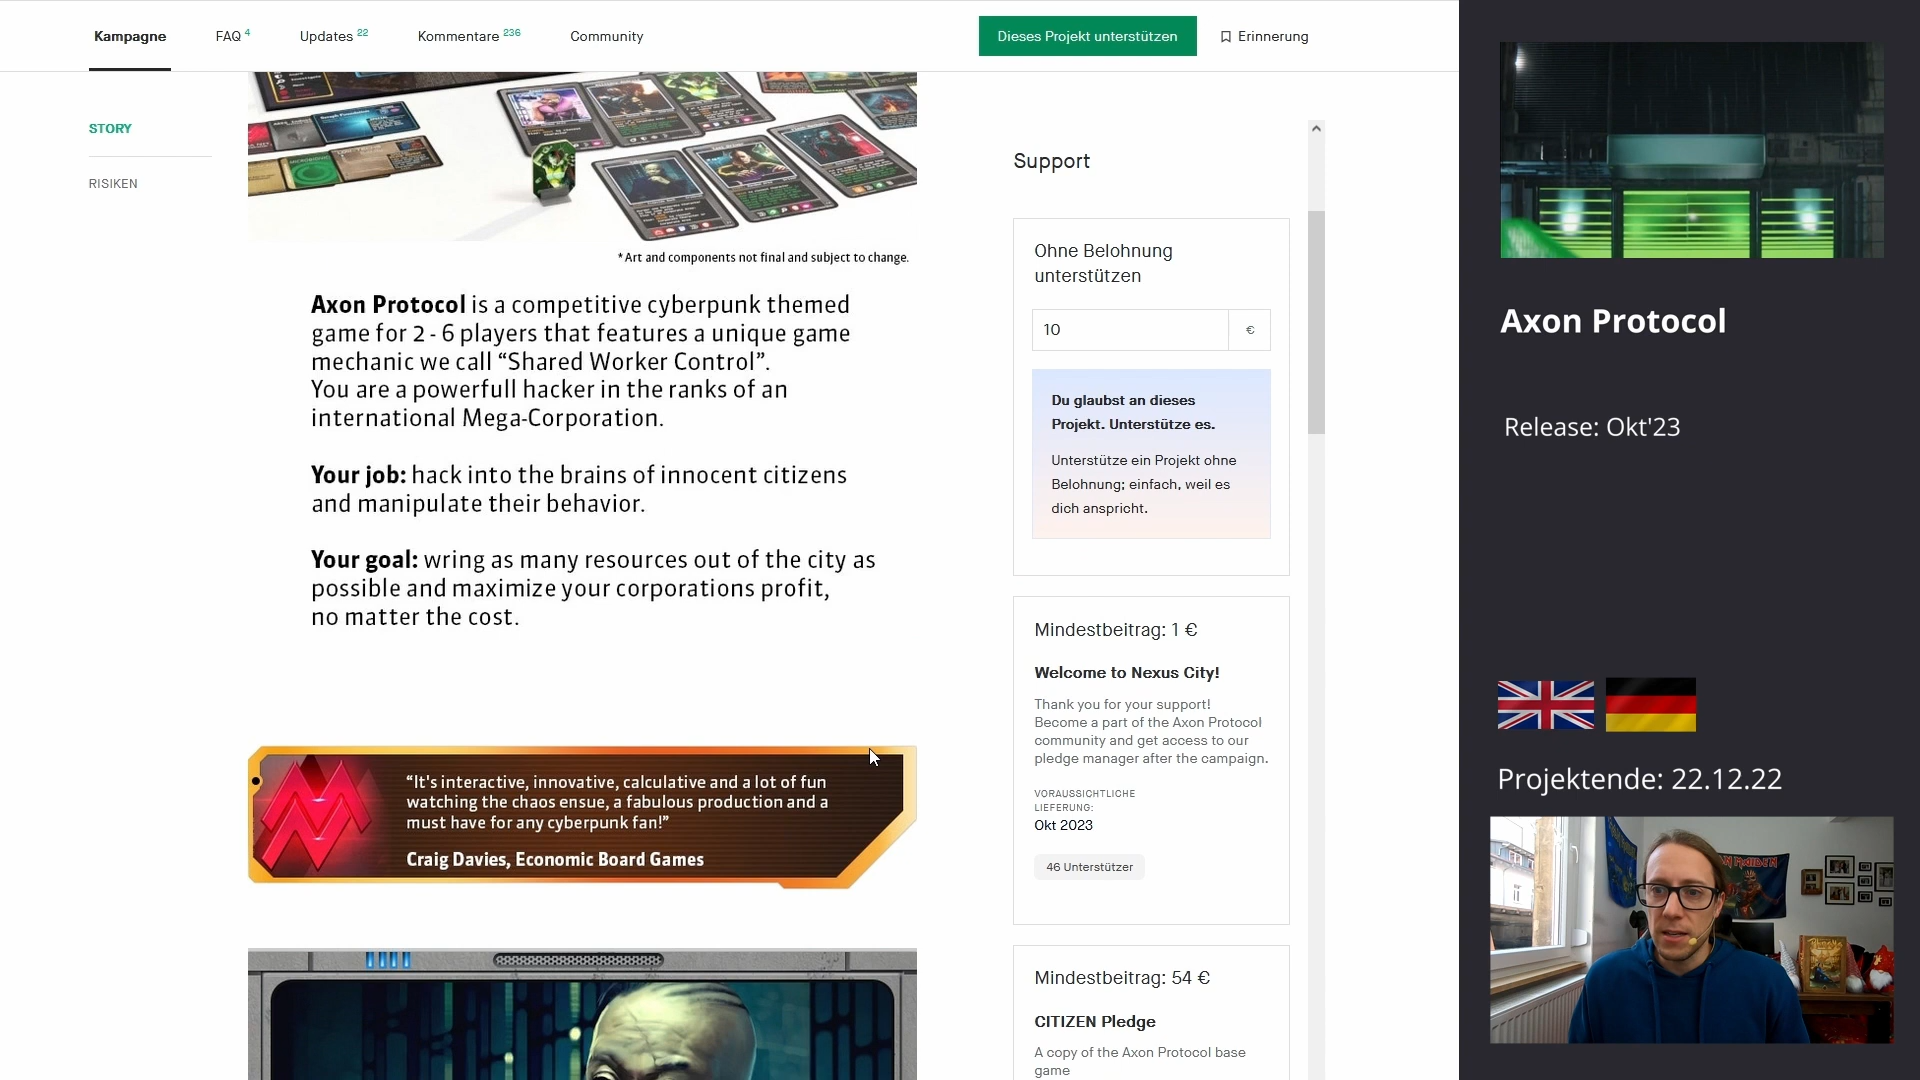 Kampagne
FAQ 4
Updates 22
Kommentare 236
Community
Dieses Projekt unterstützen
Erinnerung
STORY
RISIKEN
* Art and components not final and subject to change.
Axon Protocol is a competitive cyberpunk themed
game for 2 - 6 players that features a unique game
mechanic we call “Shared Worker Control”.
You are a powerfull hacker in the ranks of an
international Mega-Corporation.
Your job: hack into the brains of innocent citizens
and manipulate their behavior.
Your goal: wring as many resources out of the city as
possible and maximize your corporations profit,
no matter the cost.
“It's interactive, innovative, calculative and a lot of fun
watching the chaos ensue, a fabulous production and a
must have for any cyberpunk fan!”
Craig Davies, Economic Board Games
Support
Ohne Belohnung
unterstützen
10 €
Du glaubst an dieses
Projekt. Unterstütze es.
Unterstütze ein Projekt ohne
Belohnung; einfach, weil es
dich anspricht.
Mindestbeitrag: 1 €
Welcome to Nexus City!
Thank you for your support!
Become a part of the Axon Protocol
community and get access to our
pledge manager after the campaign.
VORAUSSICHTLICHE
LIEFERUNG:
Okt 2023
46 Unterstützer
Mindestbeitrag: 54 €
CITIZEN Pledge
A copy of the Axon Protocol base
game
Axon Protocol
Release: Okt'23
Projektende: 22.12.22
IRON MAIDEN